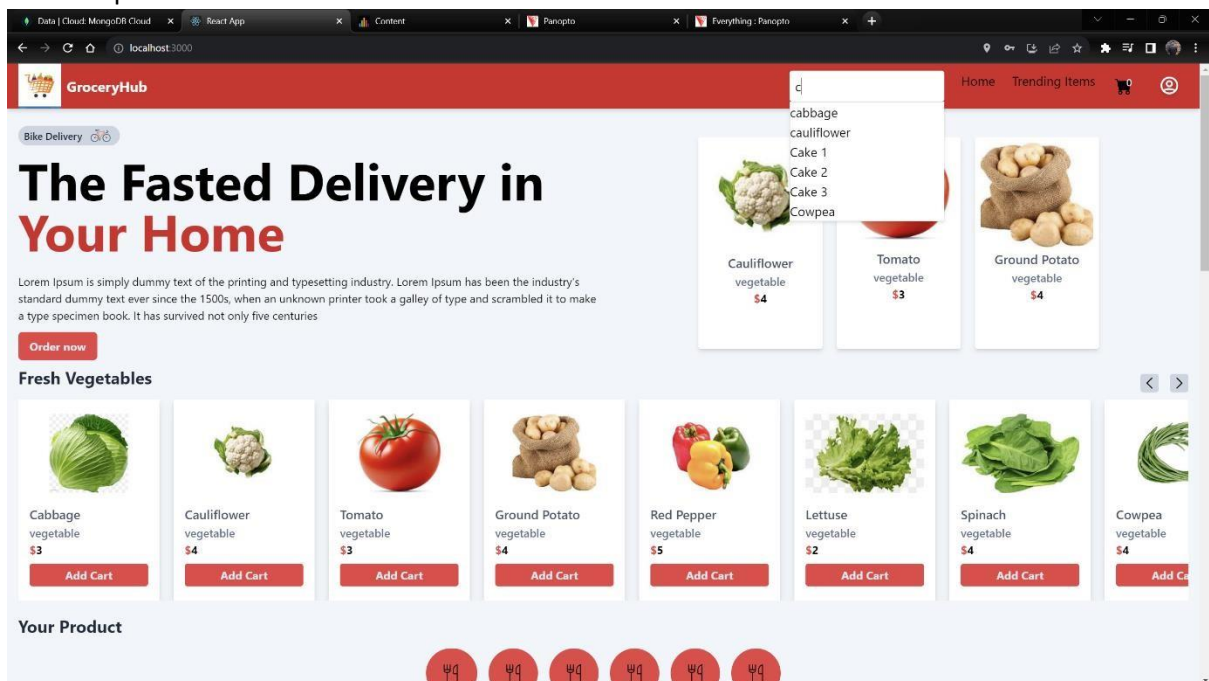 Data | Cloud: MongoDB Cloud
React App
Content
Panopto
Everything : Panopto
localhost:3000
GroceryHub
c
Home
Trending Items
0
cabbage
cauliflower
Cake 1
Cake 2
Cake 3
Cowpea
Bike Delivery
The Fasted Delivery in
Your Home
Lorem Ipsum is simply dummy text of the printing and typesetting industry. Lorem Ipsum has been the industry's
standard dummy text ever since the 1500s, when an unknown printer took a galley of type and scrambled it to make
a type specimen book. It has survived not only five centuries
Order now
Cauliflower
vegetable
$4
Tomato
vegetable
$3
Ground Potato
vegetable
$4
Fresh Vegetables
Cabbage
vegetable
$3
Add Cart
Cauliflower
vegetable
$4
Add Cart
Tomato
vegetable
$3
Add Cart
Ground Potato
vegetable
$4
Add Cart
Red Pepper
vegetable
$5
Add Cart
Lettuse
vegetable
$2
Add Cart
Spinach
vegetable
$4
Add Cart
Cowpea
vegetable
$4
Add Ca
Your Product